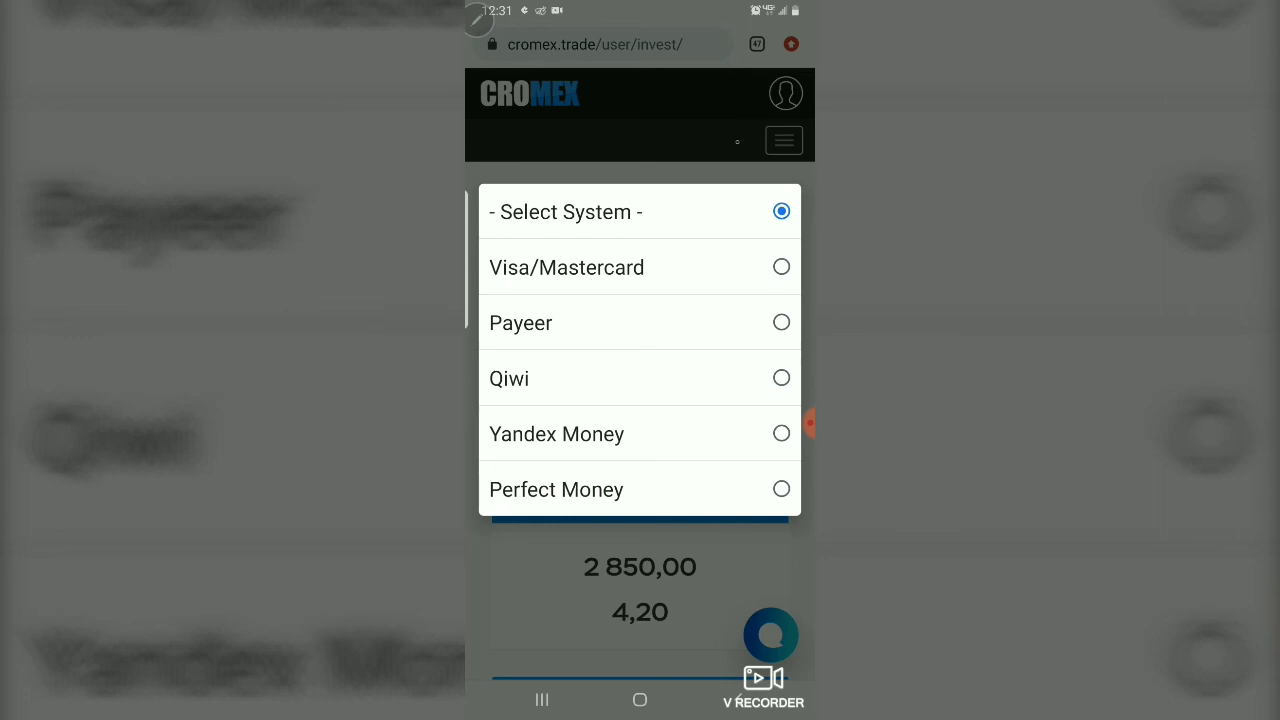 12:31
47
cromex.trade/user/invest/
CROMEX
- Select System -
Visa/Mastercard
Payeer
Qiwi
Yandex Money
Perfect Money
2 850,00
4,20
V RECORDER